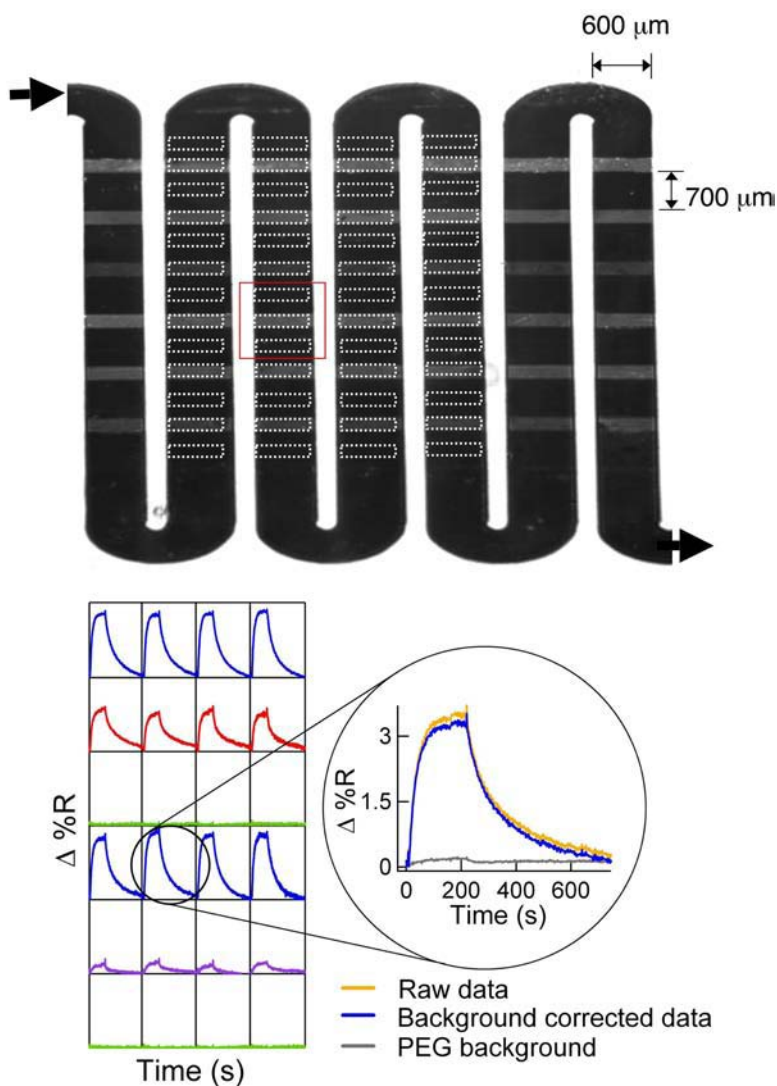 600 μm
700 μm
Δ %R
Time (s)
Δ %R
3
1.5
0
0 200 400 600
Time (s)
Raw data
Background corrected data
PEG background